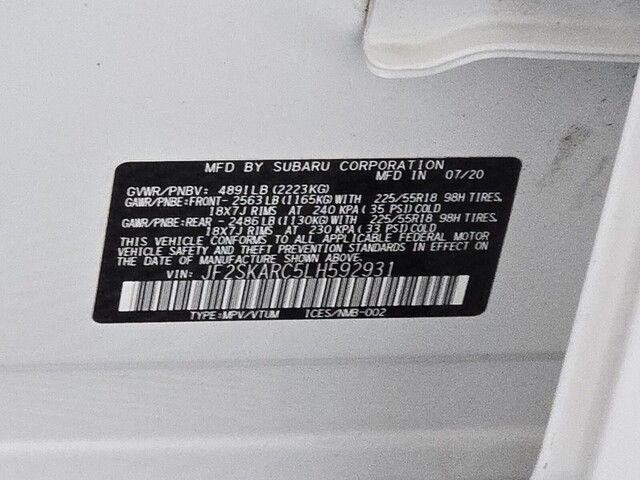 MFD BY SUBARU CORPORATION
MFD IN 07/20
GVWR/PNBV: 4891LB(2223KG)
GAWR/PNBE:FRONT- 2563LB(1165KG)WITH 225/55R18 98H TIRES,
18X7J RIMS AT 240 KPA(35 PSI)COLD
GAWR/PNBE:REAR - 2486LB(1130KG)WITH 225/55R18 98H TIRES,
18X7J RIMS AT 230 KPA(33 PSI)COLD
THIS VEHICLE CONFORMS TO ALL APPLICABLE FEDERAL MOTOR
VEHICLE SAFETY AND THEFT PREVENTION STANDARDS IN EFFECT ON
THE DATE OF MANUFACTURE SHOWN ABOVE.
VIN: JF2SKARC5LH592931
TYPE:MPV/VTUM ICES/NMB-002